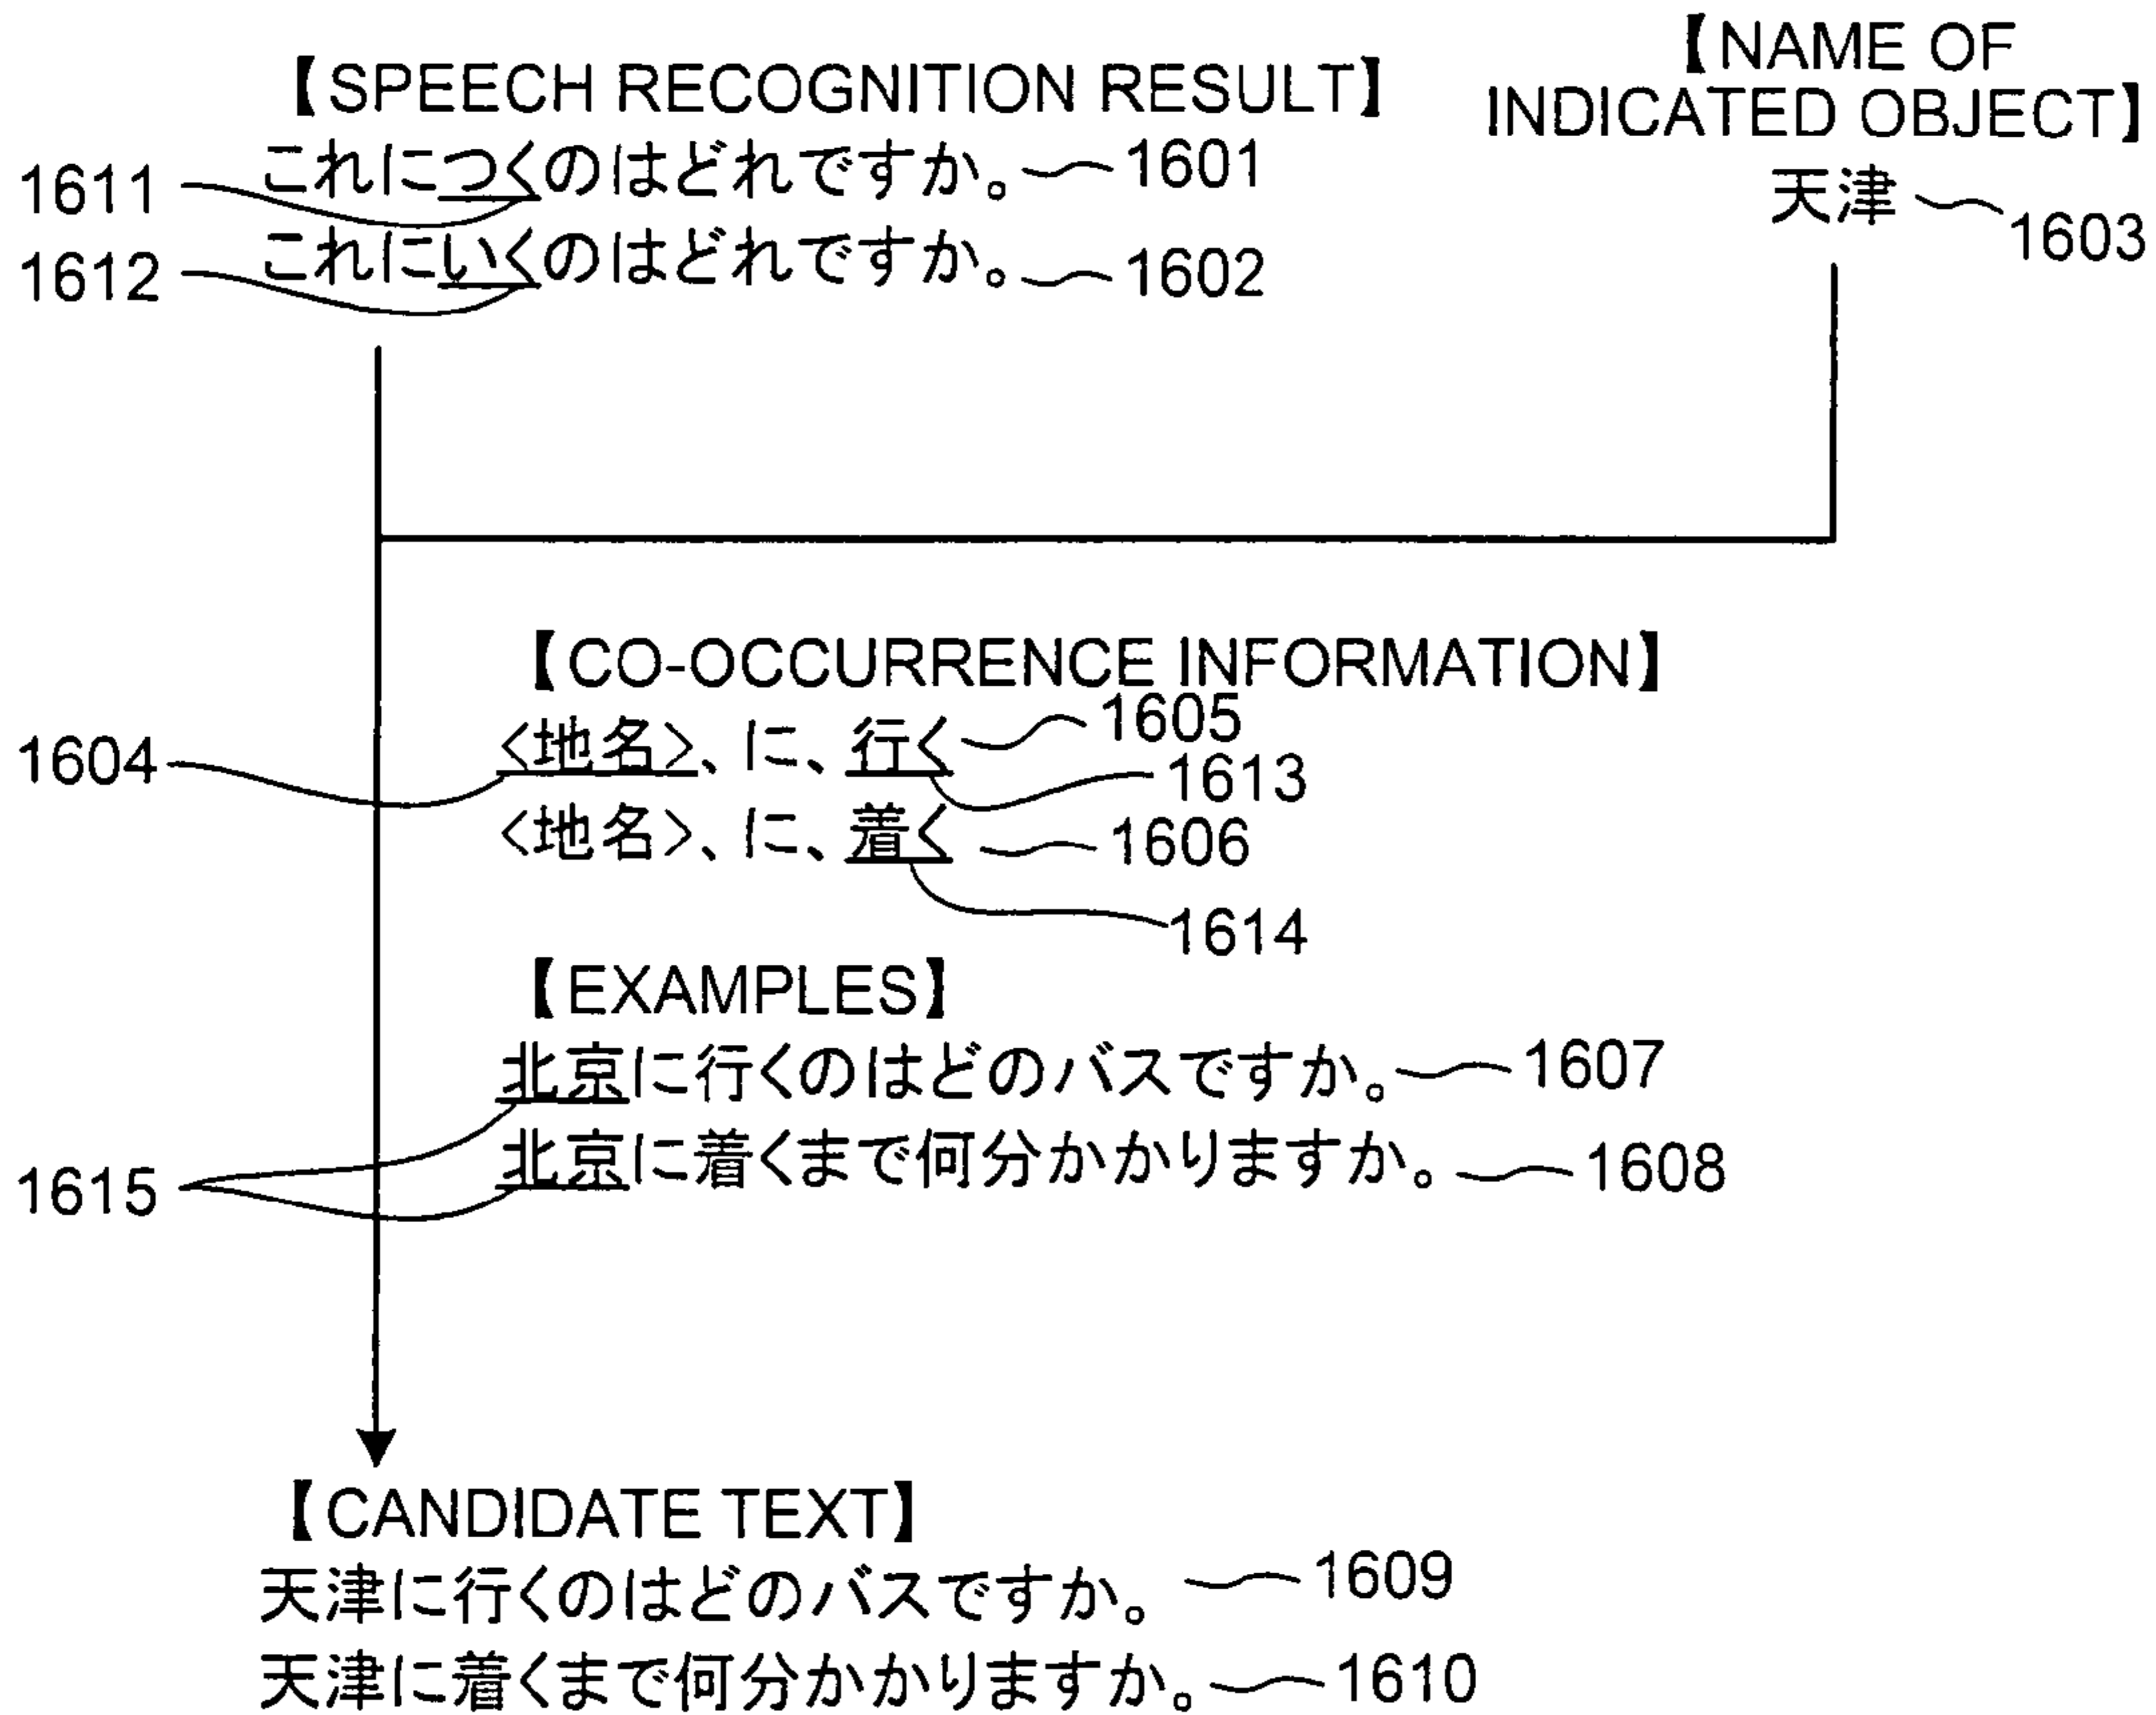 【SPEECH RECOGNITION RESULT】
1611
これにつくのはどれですか。
1601
1612
これにいくのはどれですか。
1602
【NAME OF
INDICATED OBJECT】
天津
1603
【CO-OCCURRENCE INFORMATION】
1604
<地名>、に、行く
1605
1613
<地名>、に、着く
1606
1614
【EXAMPLES】
北京に行くのはどのバスですか。
1607
1615
北京に着くまで何分かかりますか。
1608
【CANDIDATE TEXT】
天津に行くのはどのバスですか。
1609
天津に着くまで何分かかりますか。
1610